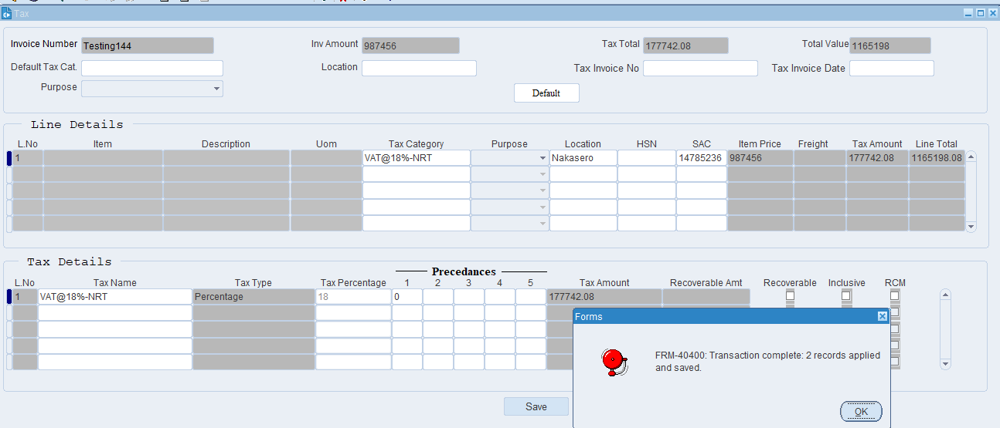 Tax
Invoice Number Testing144 Inv Amount 987456 Tax Total 177742.08 Total Value 1165198
Default Tax Cat. Location Tax Invoice No Tax Invoice Date
Purpose
Default
Line Details
L.No Item Description Uom Tax Category Purpose Location HSN SAC Item Price Freight Tax Amount Line Total
1 VAT@18%-NRT Nakasero 14785236 987456 177742.08 1165198.08
Tax Details
Precedances
L.No Tax Name Tax Type Tax Percentage 1 2 3 4 5 Tax Amount Recoverable Amt Recoverable Inclusive RCM
1 VAT@18%-NRT Percentage 18 0 177742.08
Forms
FRM-40400: Transaction complete: 2 records applied
and saved.
Save
OK